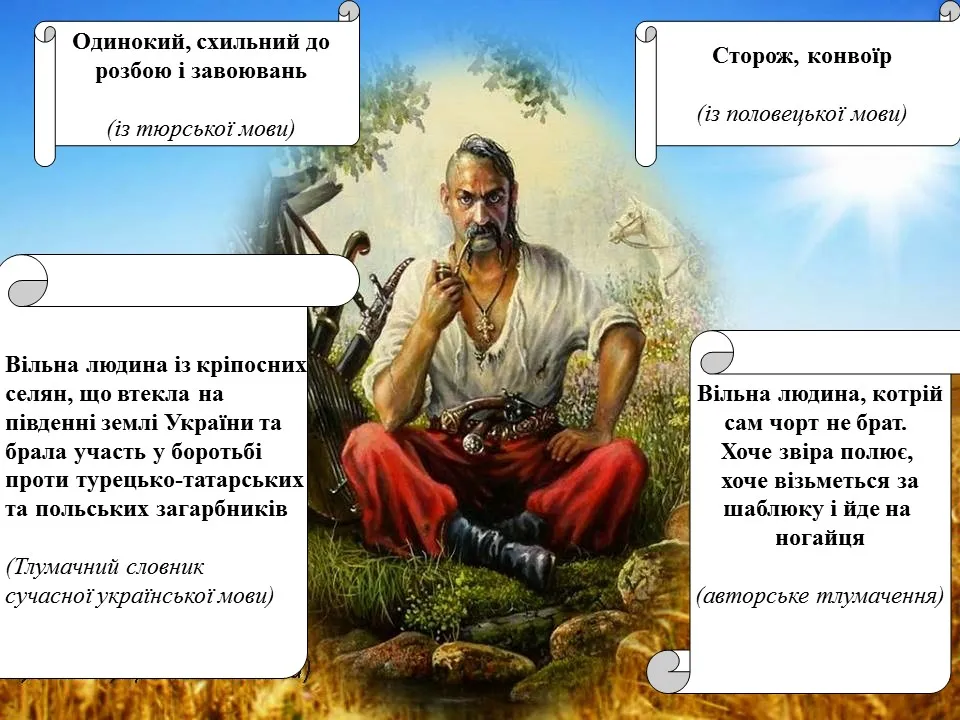 Одинокий, схильний до
розбою і завоювань
(із тюрської мови)
Сторож, конвоїр
(із половецької мови)
Вільна людина із кріпосних
селян, що втекла на
південні землі України та
брала участь у боротьбі
проти турецько-татарських
та польських загарбників
(Тлумачний словник
сучасної української мови)
Вільна людина, котрій
сам чорт не брат.
Хоче звіра полює,
хоче візьметься за
шаблюку і йде на
ногайця
(авторське тлумачення)